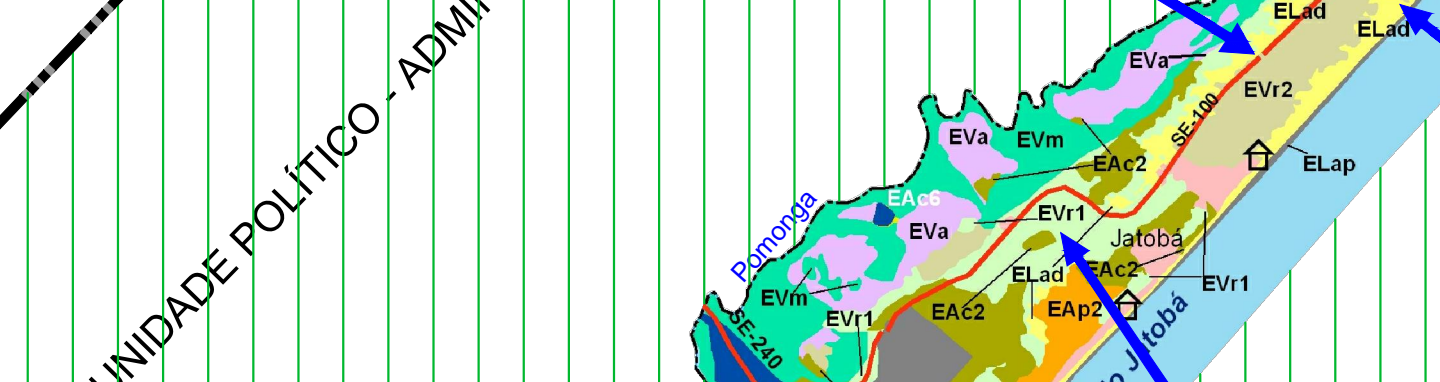 UNIDADE POLÍTICO - ADMI
ELad
ELad
EVa
EVr2
SE-100
EVa
EVm
EAc2
ELap
EAc6
Pomonga
EVr1
EVa
Jatobá
ELad
EAc2
EVr1
EVm
EVr1
EAc2
EAp2
SE-240
o Jatobá